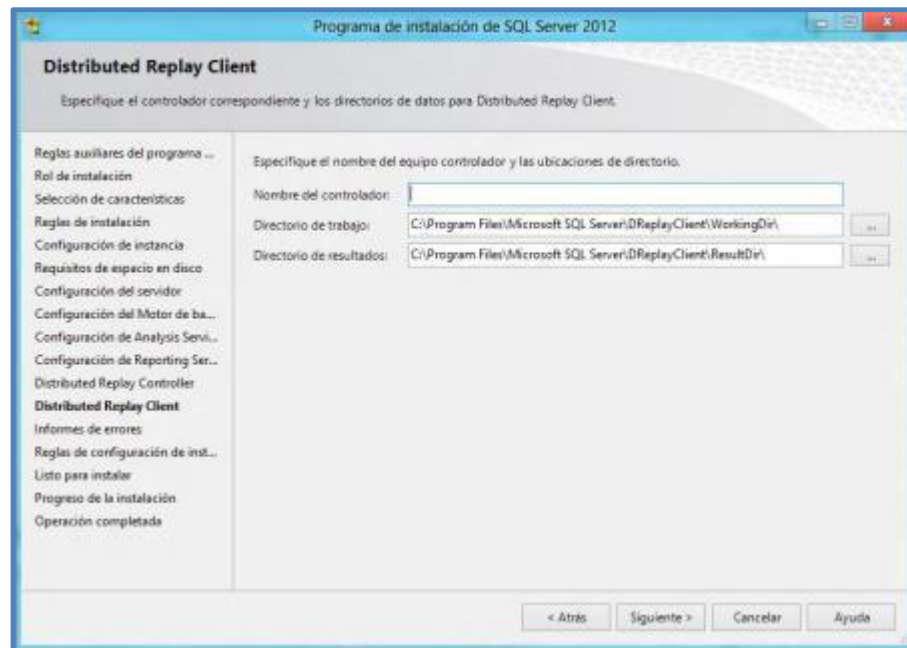 Programa de instalación de SQL Server 2012
Distributed Replay Client
Especifique el controlador correspondiente y los directorios de datos para Distributed Replay Client.
Reglas auxiliares del programa ...
Rol de instalación
Selección de características
Reglas de instalación
Configuración de instancia
Requisitos de espacio en disco
Configuración del servidor
Configuración del Motor de ba...
Configuración de Analysis Servi...
Configuración de Reporting Ser...
Distributed Replay Controller
Distributed Replay Client
Informes de errores
Reglas de configuración de inst...
Listo para instalar
Progreso de la instalación
Operación completada
Especifique el nombre del equipo controlador y las ubicaciones de directorio.
Nombre del controlador:
Directorio de trabajo: C:\Program Files\Microsoft SQL Server\DReplayClient\WorkingDir\ ...
Directorio de resultados: C:\Program Files\Microsoft SQL Server\DReplayClient\ResultDir\ ...
< Atrás Siguiente > Cancelar Ayuda